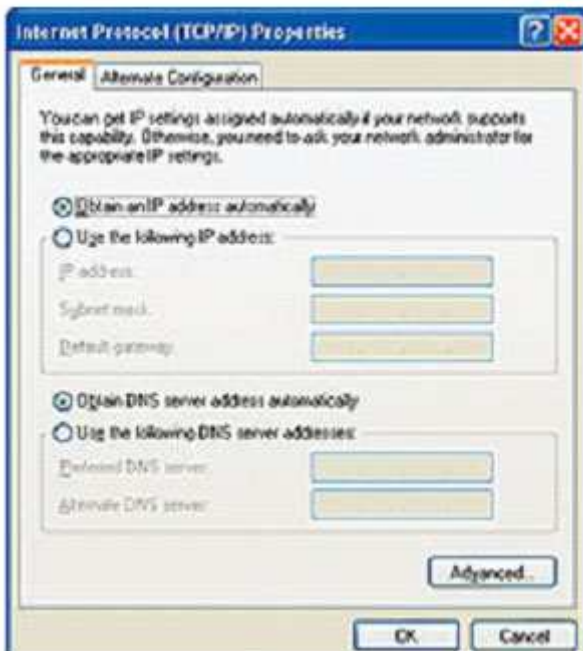 Internet Protocol (TCP/IP) Properties
General
Alternate Configuration
You can get IP settings assigned automatically if your network supports
this capability. Otherwise, you need to ask your network administrator for
the appropriate IP settings.
Obtain an IP address automatically
Use the following IP address:
IP address:
Subnet mask:
Default gateway:
Obtain DNS server address automatically
Use the following DNS server addresses:
Preferred DNS server:
Alternate DNS server:
Advanced...
OK
Cancel